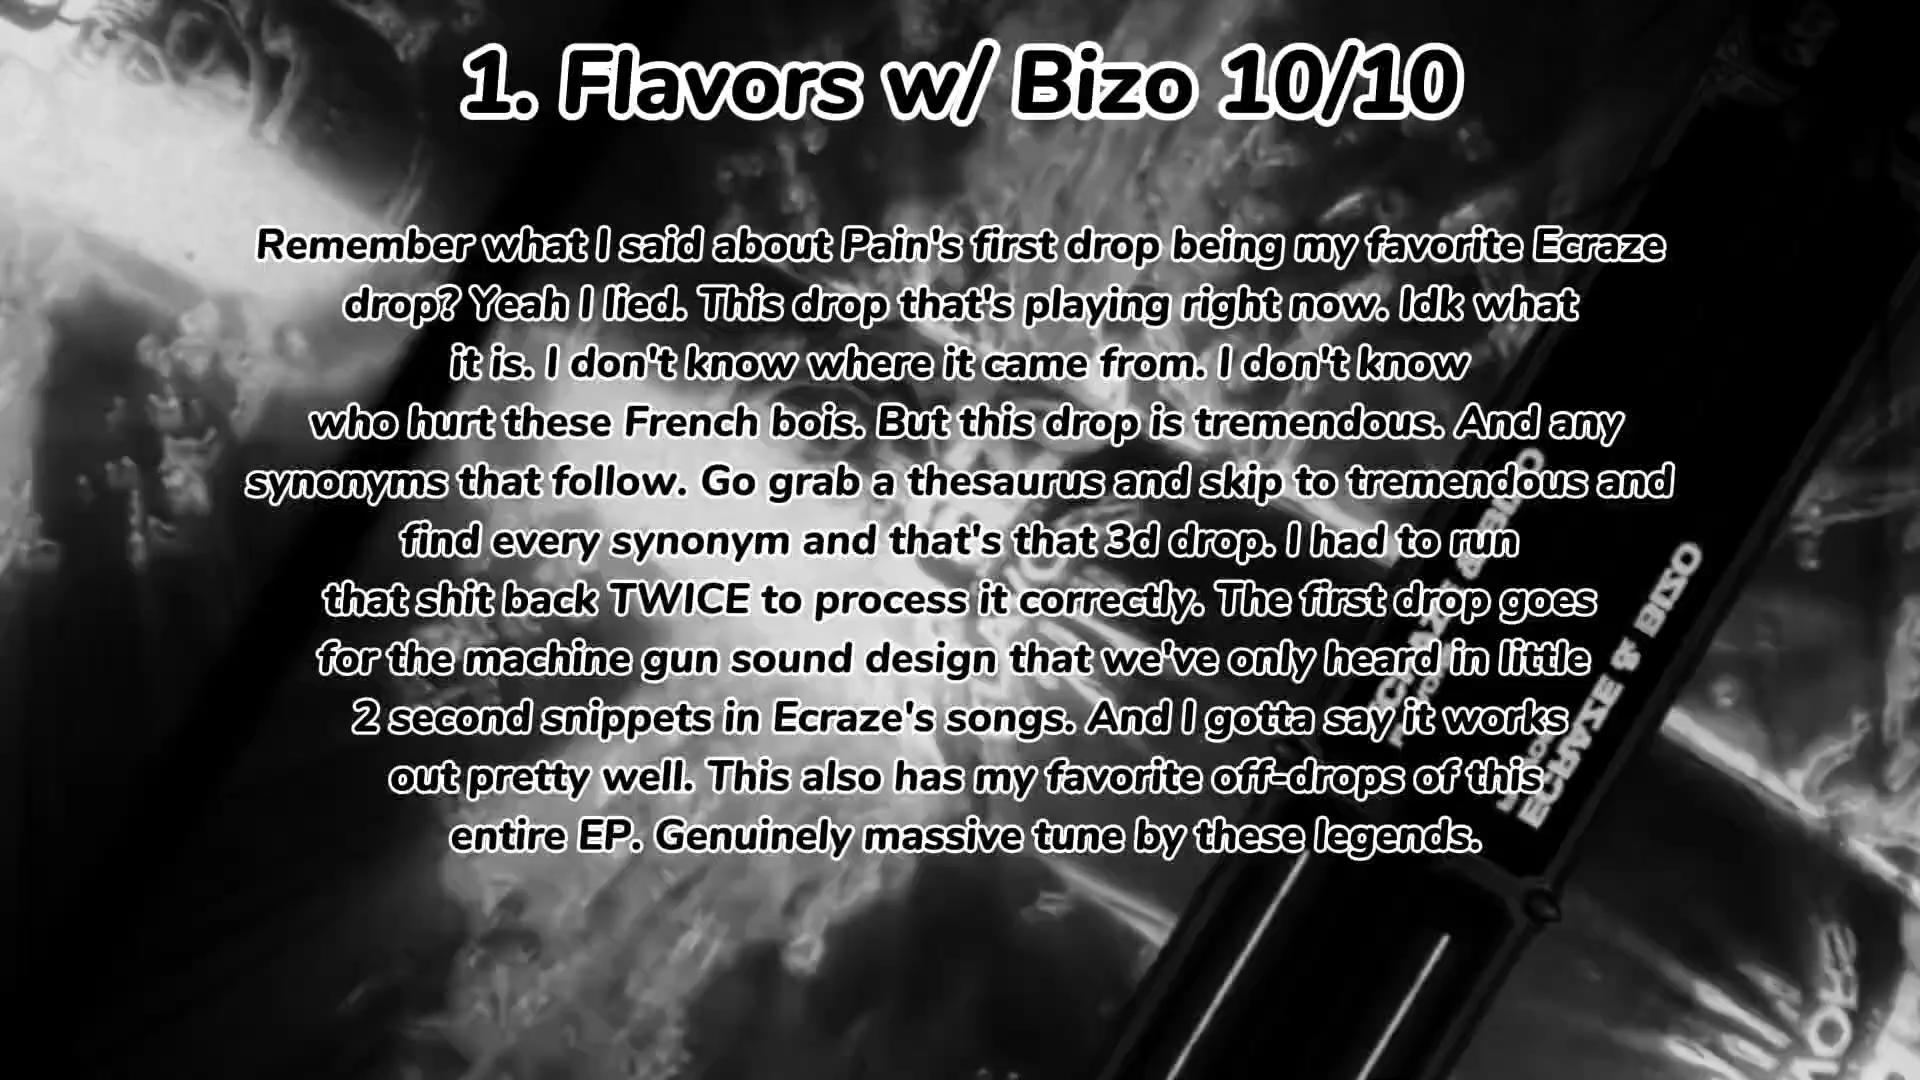 1. Flavors w/ Bizo 10/10
Remember what I said about Pain's first drop being my favorite Ecraze
drop? Yeah I lied. This drop that's playing right now. Idk what
it is. I don't know where it came from. I don't know
who hurt these French bois. But this drop is tremendous. And any
synonyms that follow. Go grab a thesaurus and skip to tremendous and
find every synonym and that's that 3d drop. I had to run
that shit back TWICE to process it correctly. The first drop goes
for the machine gun sound design that we've only heard in little
2 second snippets in Ecraze's songs. And I gotta say it works
out pretty well. This also has my favorite off-drops of this
entire EP. Genuinely massive tune by these legends.
& BIZO